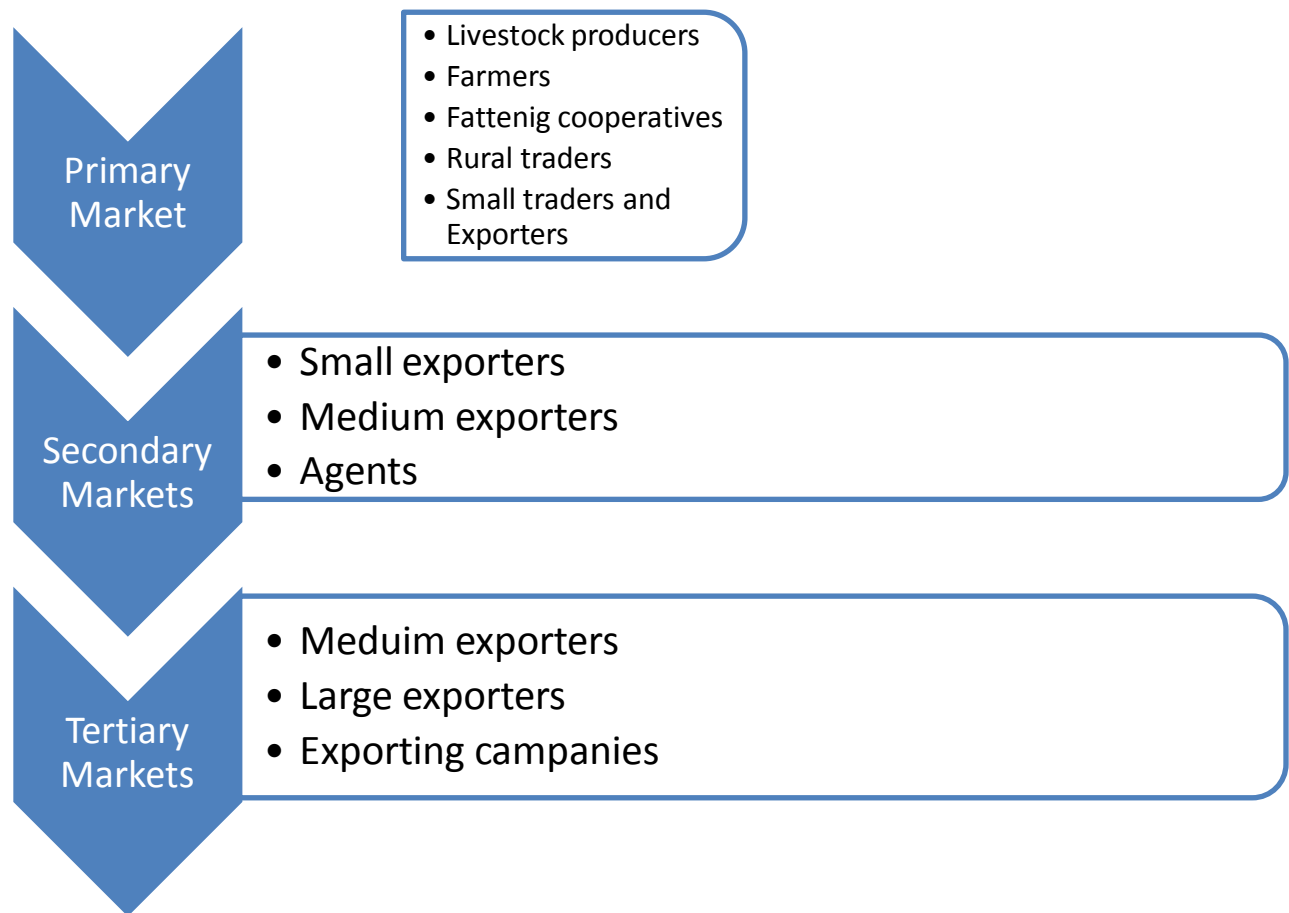 Primary
Market
• Livestock producers
• Farmers
• Fattenig cooperatives
• Rural traders
• Small traders and
Exporters
Secondary
Markets
• Small exporters
• Medium exporters
• Agents
Tertiary
Markets
• Meduim exporters
• Large exporters
• Exporting campanies